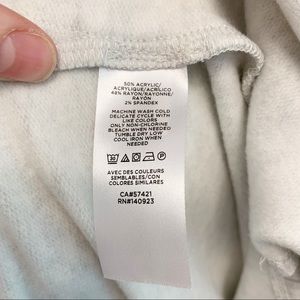 50% ACRYLIC/
ACRYLIQUE/ACRÍLICO
48% RAYON/RAYONNE/
RAYÓN
2% SPANDEX
MACHINE WASH COLD
DELICATE CYCLE WITH
LIKE COLORS
ONLY NON-CHLORINE
BLEACH WHEN NEEDED
TUMBLE DRY LOW
COOL IRON WHEN
NEEDED
AVEC DES COULEURS
SEMBLABLES/CON
COLORES SIMILARES
CA#57421
RN#140923